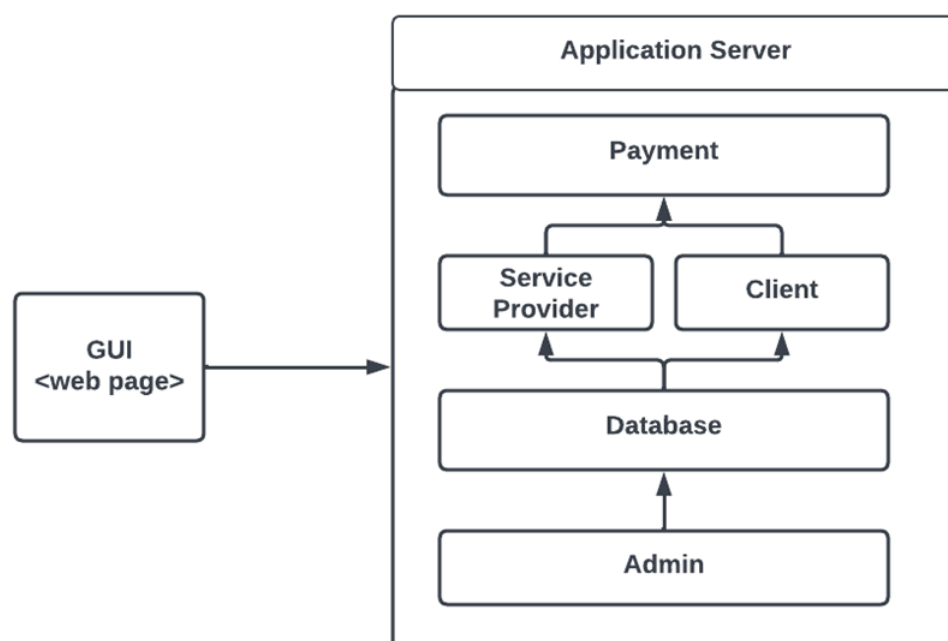 Application Server
Payment
Service
Provider
Client
GUI
<web page>
Database
Admin